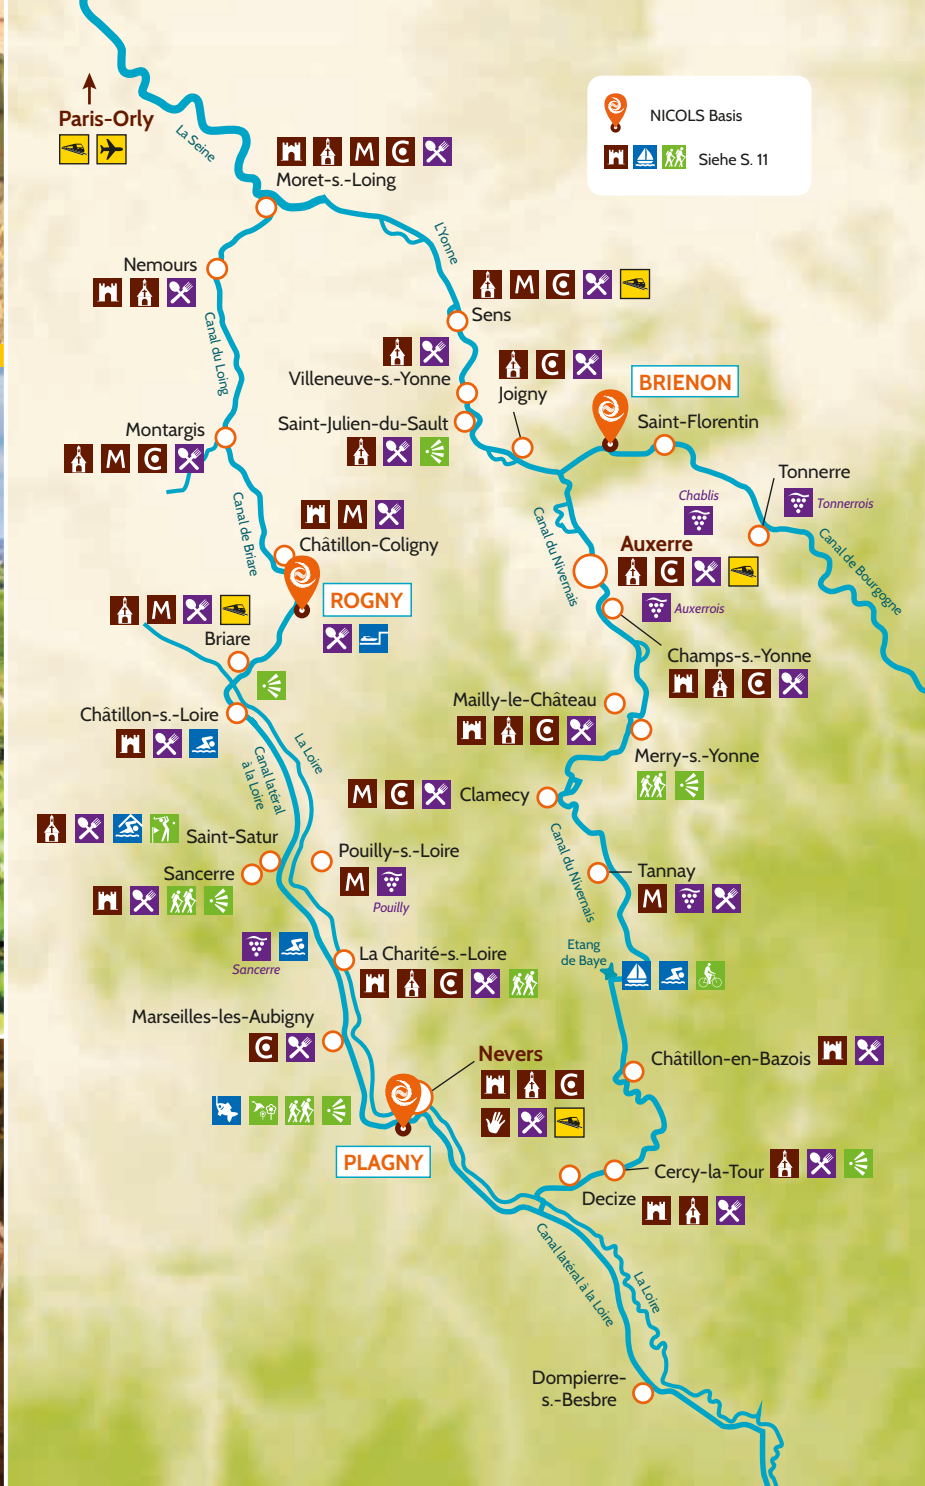 Paris-Orly
La Seine
NICOLS Basis
Siehe S. 11
Moret-s.-Loing
L'Yonne
Nemours
Sens
Canal du Loing
Villeneuve-s.-Yonne
Joigny
BRIENON
Saint-Julien-du-Sault
Saint-Florentin
Montargis
Tonnerre
Tonnerrois
Chablis
Canal de Briare
Canal du Nivernais
Canal de Bourgogne
Châtillon-Coligny
Auxerre
ROGNY
Auxerrois
Briare
Champs-s.-Yonne
Mailly-le-Château
Châtillon-s.-Loire
La Loire
Merry-s.-Yonne
Canal latéral
à la Loire
Clamecy
Saint-Satur
Pouilly-s.-Loire
Canal du Nivernais
Sancerre
Tannay
Pouilly
Etang
de Baye
La Charité-s.-Loire
Sancerre
Marseilles-les-Aubigny
Nevers
Châtillon-en-Bazois
PLAGNY
Cercy-la-Tour
Decize
Canal latéral à la Loire
La Loire
Dompierre-
s.-Besbre